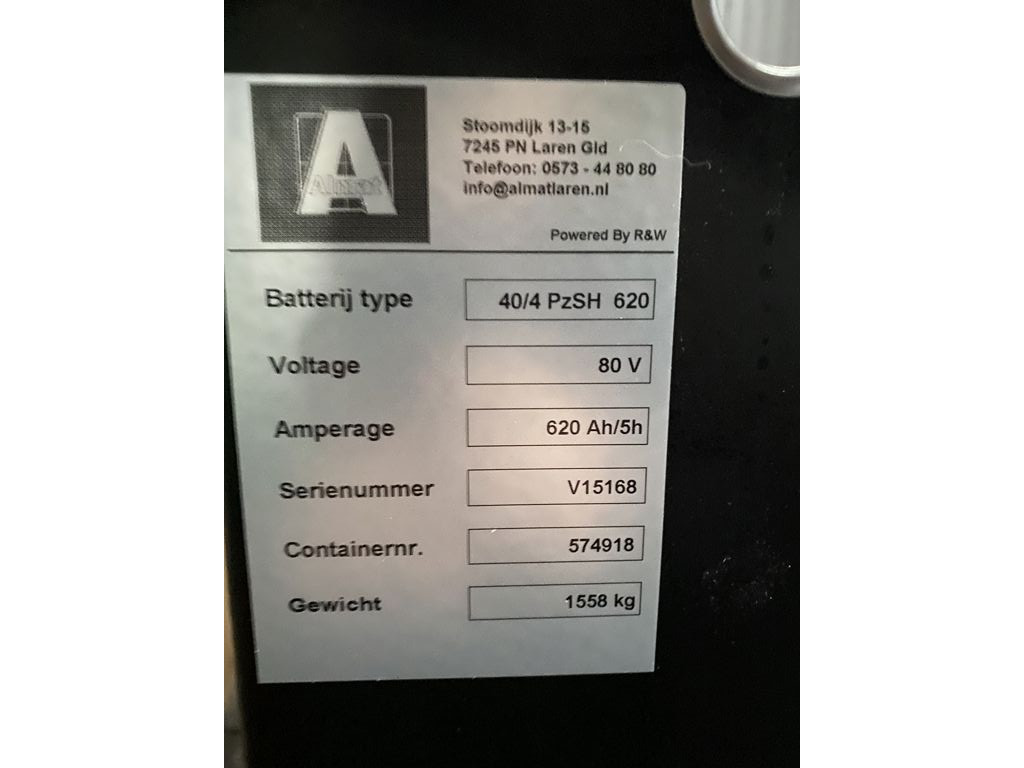 Almat
Stoomdijk 13-15
7245 PN Laren Gld
Telefoon: 0573 - 44 80 80
info@almatlaren.nl
Powered By R&W
Batterij type 40/4 PzSH 620
Voltage 80 V
Amperage 620 Ah/5h
Serienummer V15168
Containernr. 574918
Gewicht 1558 kg